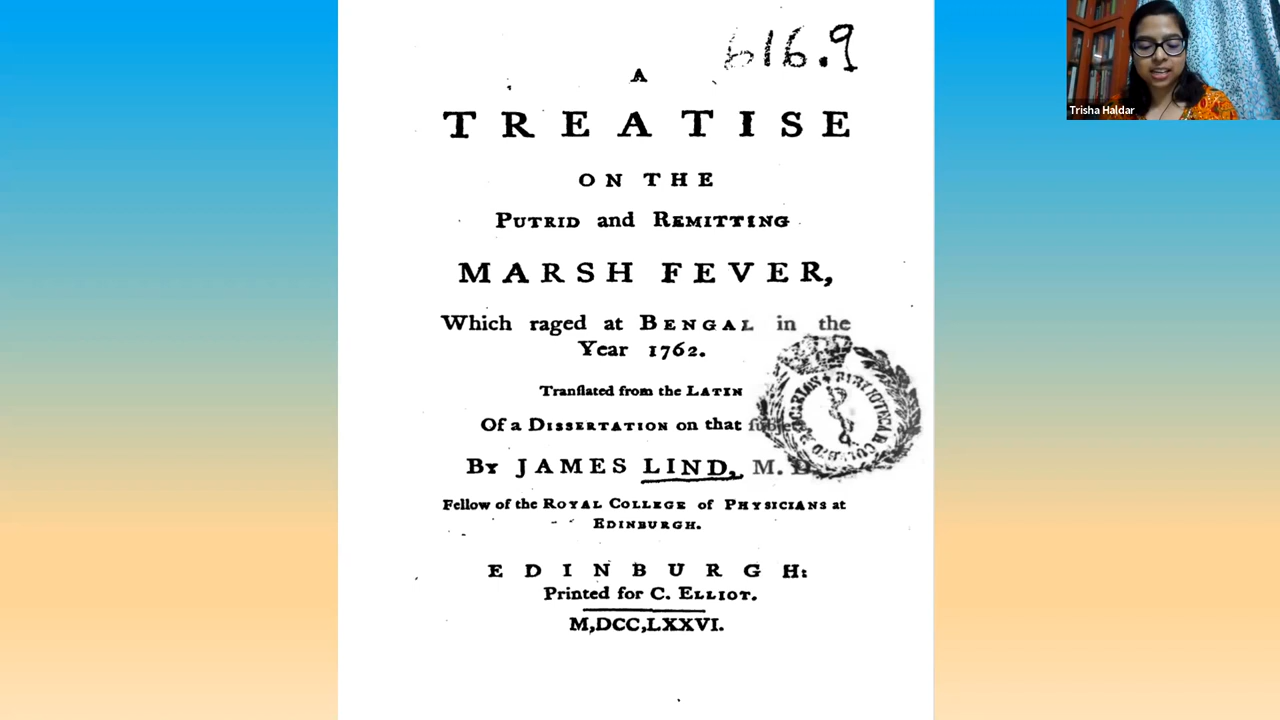 616.9
A
TREATISE
ON THE
PUTRID and REMITTING
MARSH FEVER,
Which raged at BENGAL in the
Year 1762.
Tranſlated from the LATIN
Of a DISSERTATION on that ſubject
By JAMES LIND, M. D.
Fellow of the ROYAL COLLEGE of PHYSICIANS at
EDINBURGH.
EDINBURGH:
Printed for C. ELLIOT.
M,DCC,LXXVI.
Trisha Haldar